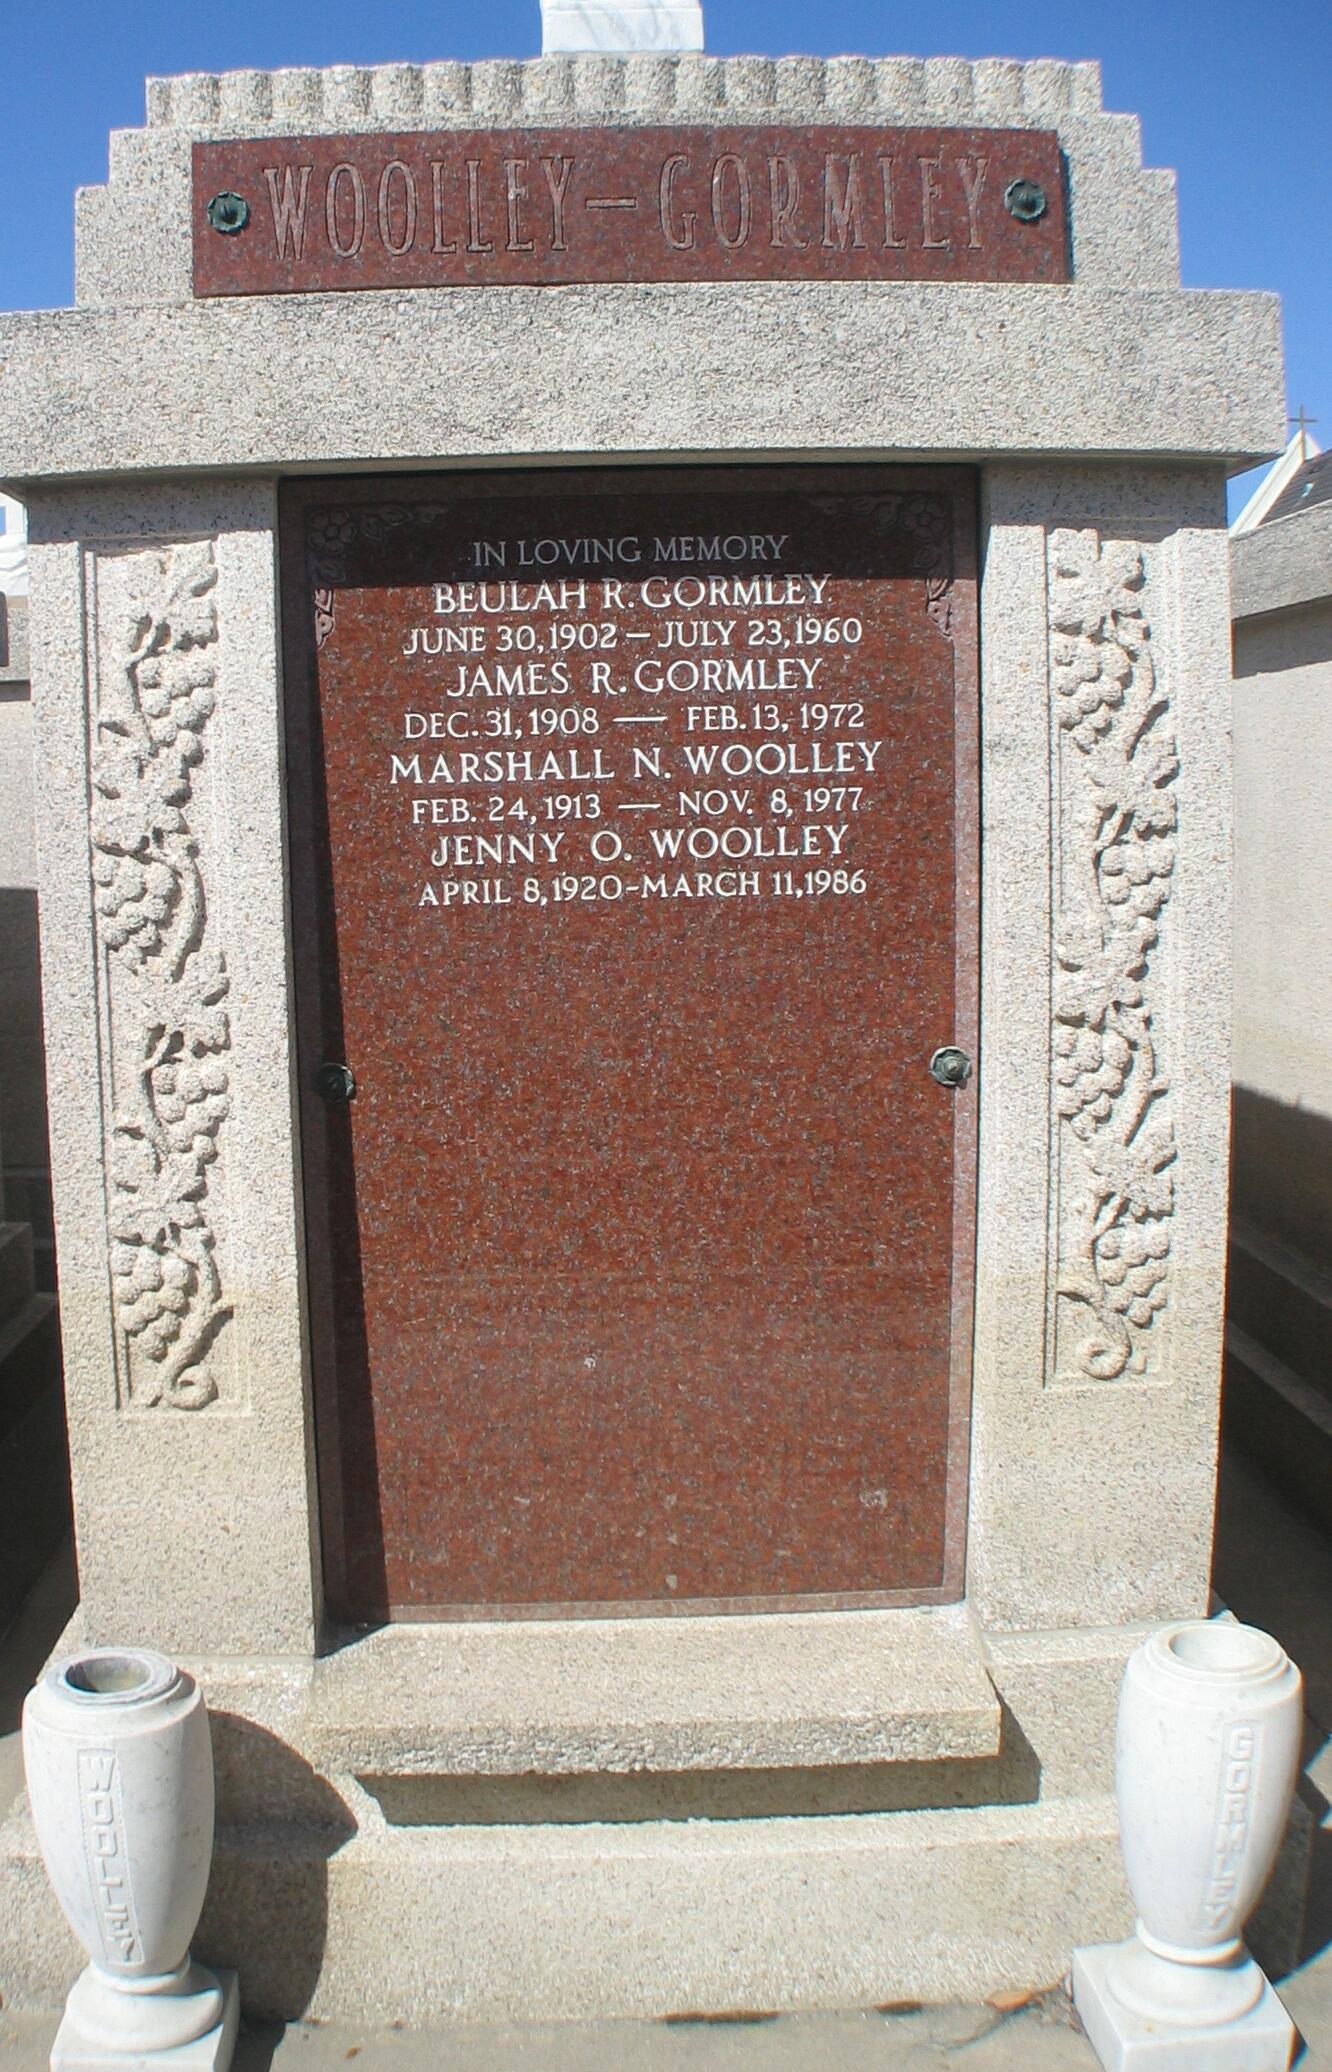 WOOLLEY — GORMLEY
IN LOVING MEMORY
BEULAH R. GORMLEY
JUNE 30, 1902 — JULY 23, 1960
JAMES R. GORMLEY
DEC. 31, 1908 — FEB. 13, 1972
MARSHALL N. WOOLLEY
FEB. 24, 1913 — NOV. 8, 1977
JENNY O. WOOLLEY
APRIL 8, 1920 - MARCH 11, 1986
WOOLLEY
GORMLEY